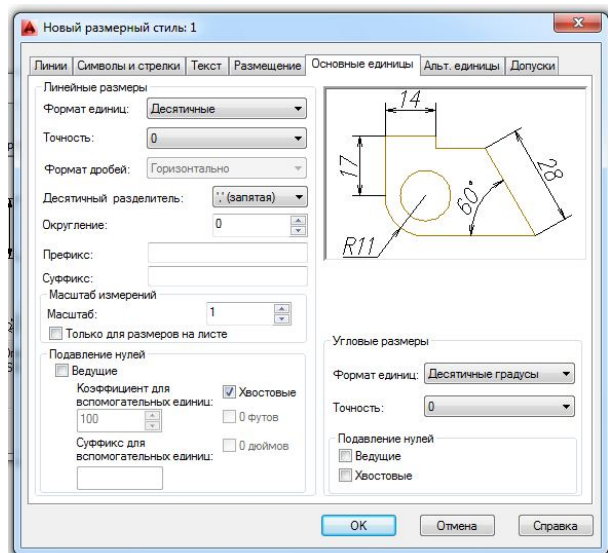 Новый размерный стиль: 1
Линии Символы и стрелки Текст Размещение Основные единицы Альт. единицы Допуски
Линейные размеры
Формат единиц: Десятичные
Точность: 0
Формат дробей: Горизонтально
Десятичный разделитель: ',' (запятая)
Округление: 0
Префикс:
Суффикс:
Масштаб измерений
Масштаб: 1
Только для размеров на листе
Подавление нулей
Ведущие
Коэффициент для
вспомогательных единиц:
100
Суффикс для
вспомогательных единиц:
Хвостовые
0 футов
0 дюймов
14
17
28
60°
R11
Угловые размеры
Формат единиц: Десятичные градусы
Точность: 0
Подавление нулей
Ведущие
Хвостовые
OK Отмена Справка